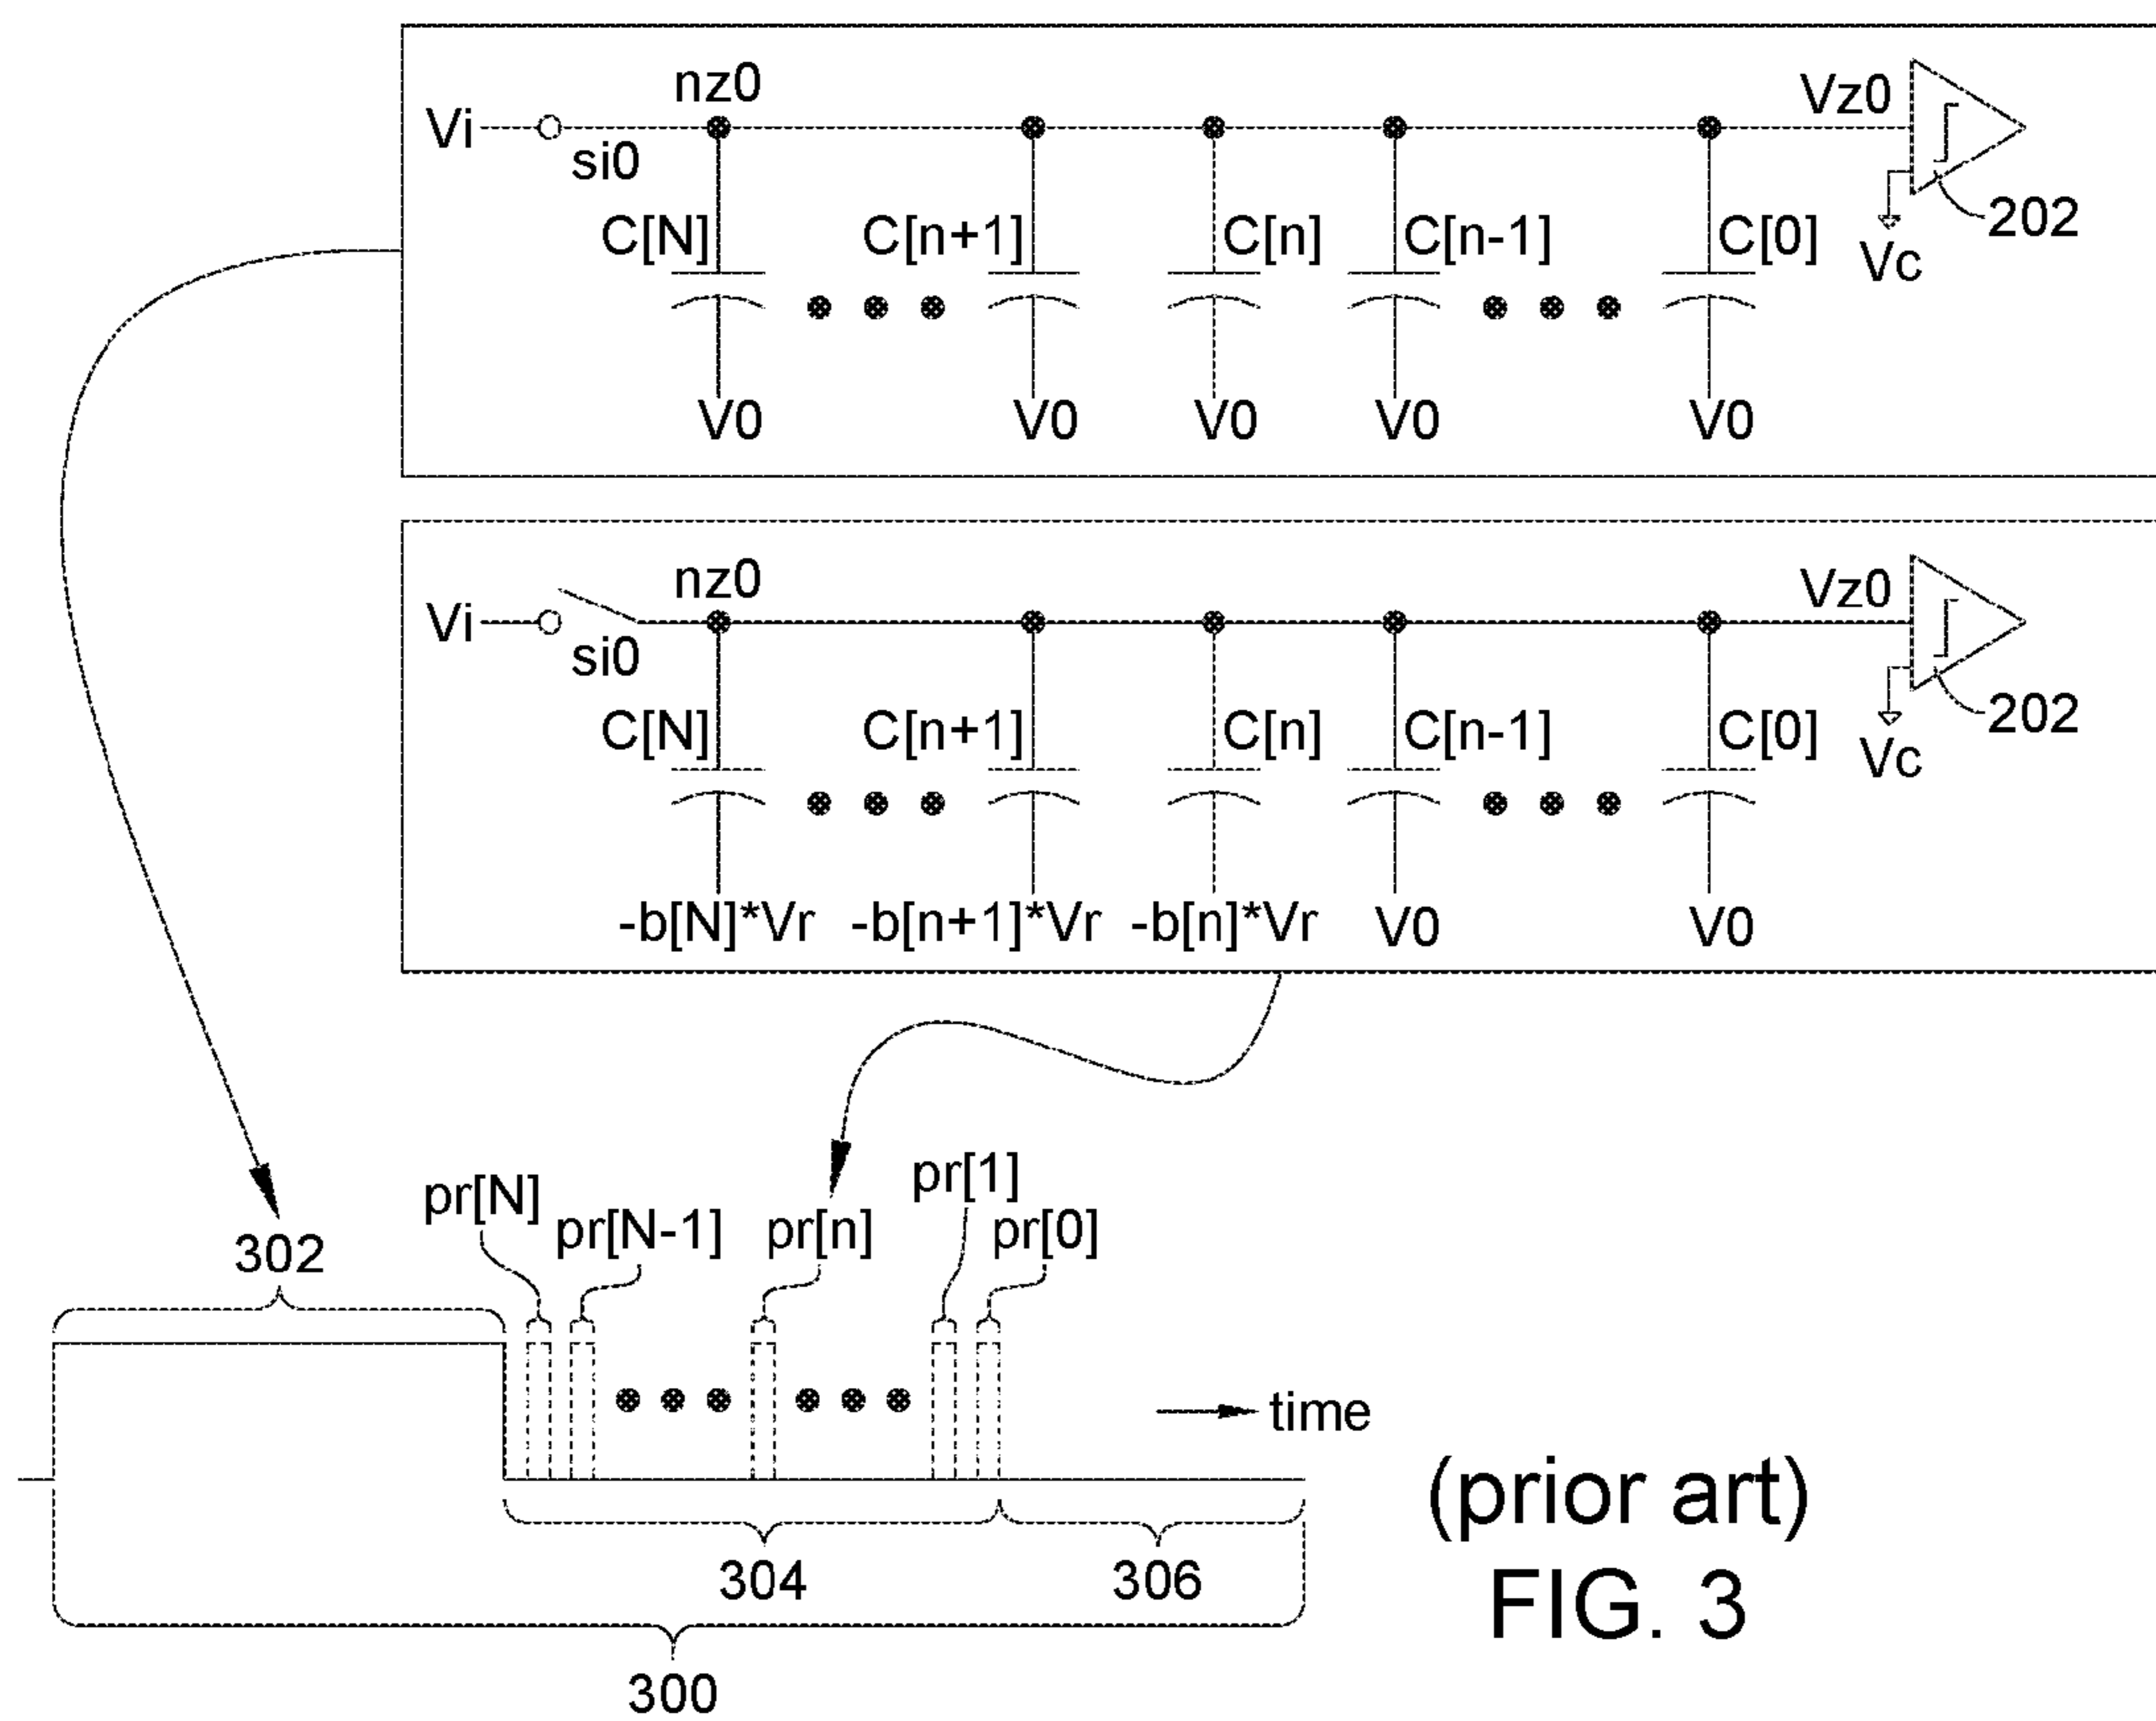 nz0
Vz0
Vi
si0
202
C[N] C[n+1] C[n] C[n-1] C[0]
Vc
V0 V0 V0 V0 V0
nz0
Vz0
Vi
si0
202
C[N] C[n+1] C[n] C[n-1] C[0]
Vc
-b[N]*Vr -b[n+1]*Vr -b[n]*Vr V0 V0
pr[1]
pr[N]
pr[N-1] pr[n] pr[0]
302
time
(prior art)
304 306
FIG. 3
300